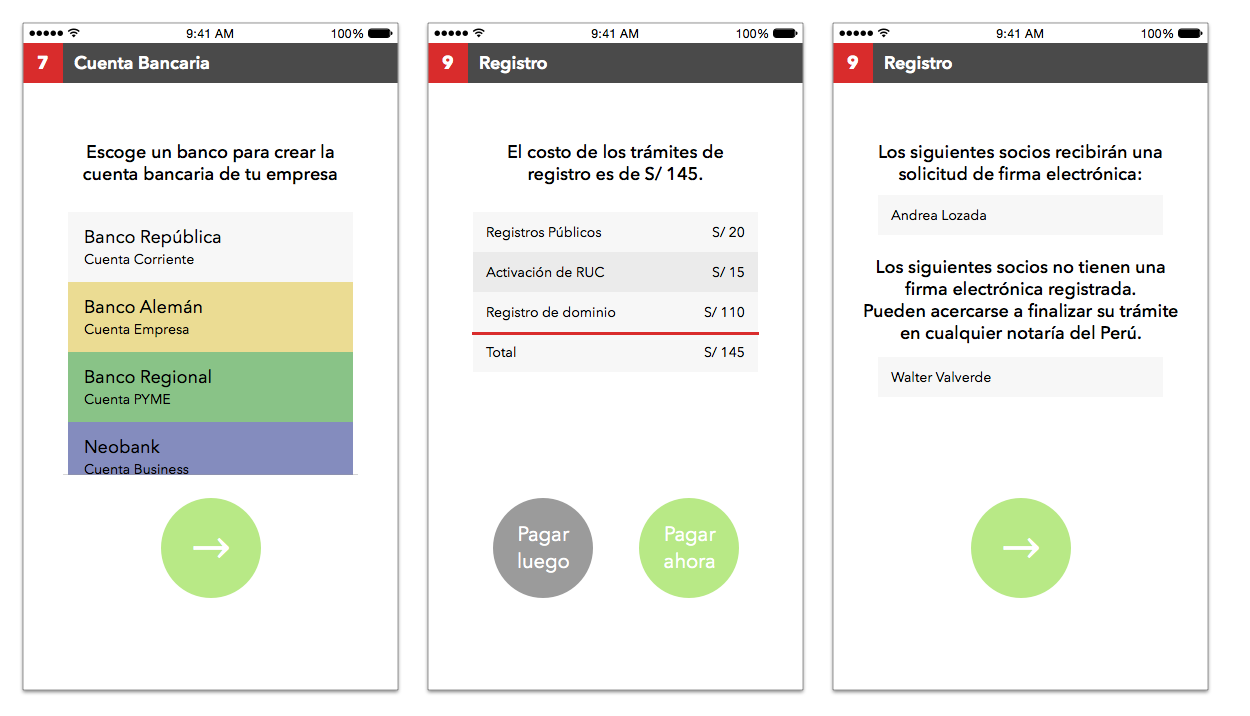 9:41 AM
100%
7
Cuenta Bancaria
Escoge un banco para crear la
cuenta bancaria de tu empresa
Banco República
Cuenta Corriente
Banco Alemán
Cuenta Empresa
Banco Regional
Cuenta PYME
Neobank
Cuenta Business
9:41 AM
100%
9
Registro
El costo de los trámites de
registro es de S/ 145.
Registros Públicos S/ 20
Activación de RUC S/ 15
Registro de dominio S/ 110
Total S/ 145
Pagar
luego
Pagar
ahora
9:41 AM
100%
9
Registro
Los siguientes socios recibirán una
solicitud de firma electrónica:
Andrea Lozada
Los siguientes socios no tienen una
firma electrónica registrada.
Pueden acercarse a finalizar su trámite
en cualquier notaría del Perú.
Walter Valverde